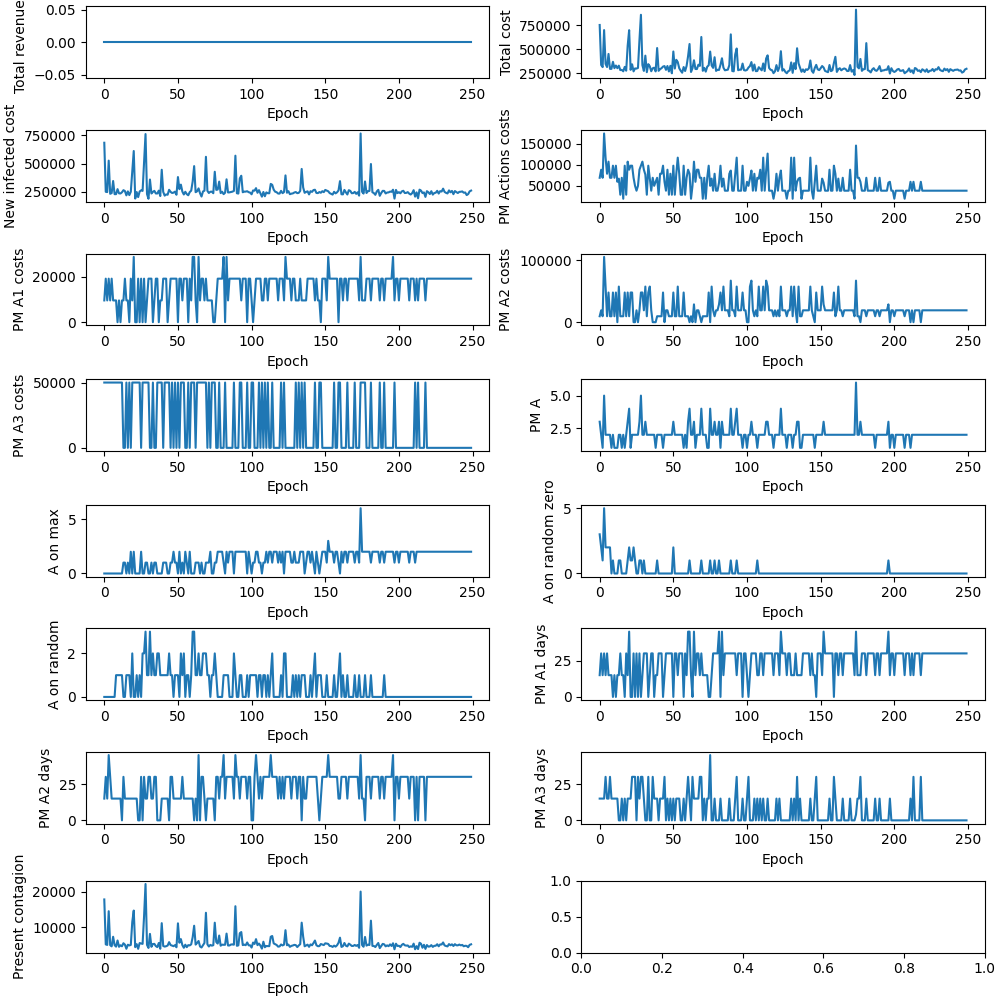 Total revenue
0.05
0.00
−0.05
0 50 100 150 200 250
Epoch
Total cost
750000
500000
250000
0 50 100 150 200 250
Epoch
New infected cost
750000
500000
250000
0 50 100 150 200 250
Epoch
PM Actions costs
150000
100000
50000
0 50 100 150 200 250
Epoch
PM A1 costs
20000
0
0 50 100 150 200 250
Epoch
PM A2 costs
100000
0
0 50 100 150 200 250
Epoch
PM A3 costs
50000
0
0 50 100 150 200 250
Epoch
PM A
5.0
2.5
0 50 100 150 200 250
Epoch
A on max
5
0
0 50 100 150 200 250
Epoch
A on random zero
5
0
0 50 100 150 200 250
Epoch
A on random
2
0
0 50 100 150 200 250
Epoch
PM A1 days
25
0
0 50 100 150 200 250
Epoch
PM A2 days
25
0
0 50 100 150 200 250
Epoch
PM A3 days
25
0
0 50 100 150 200 250
Epoch
Present contagion
20000
10000
0 50 100 150 200 250
Epoch
1.0
0.5
0.0
0.0 0.2 0.4 0.6 0.8 1.0